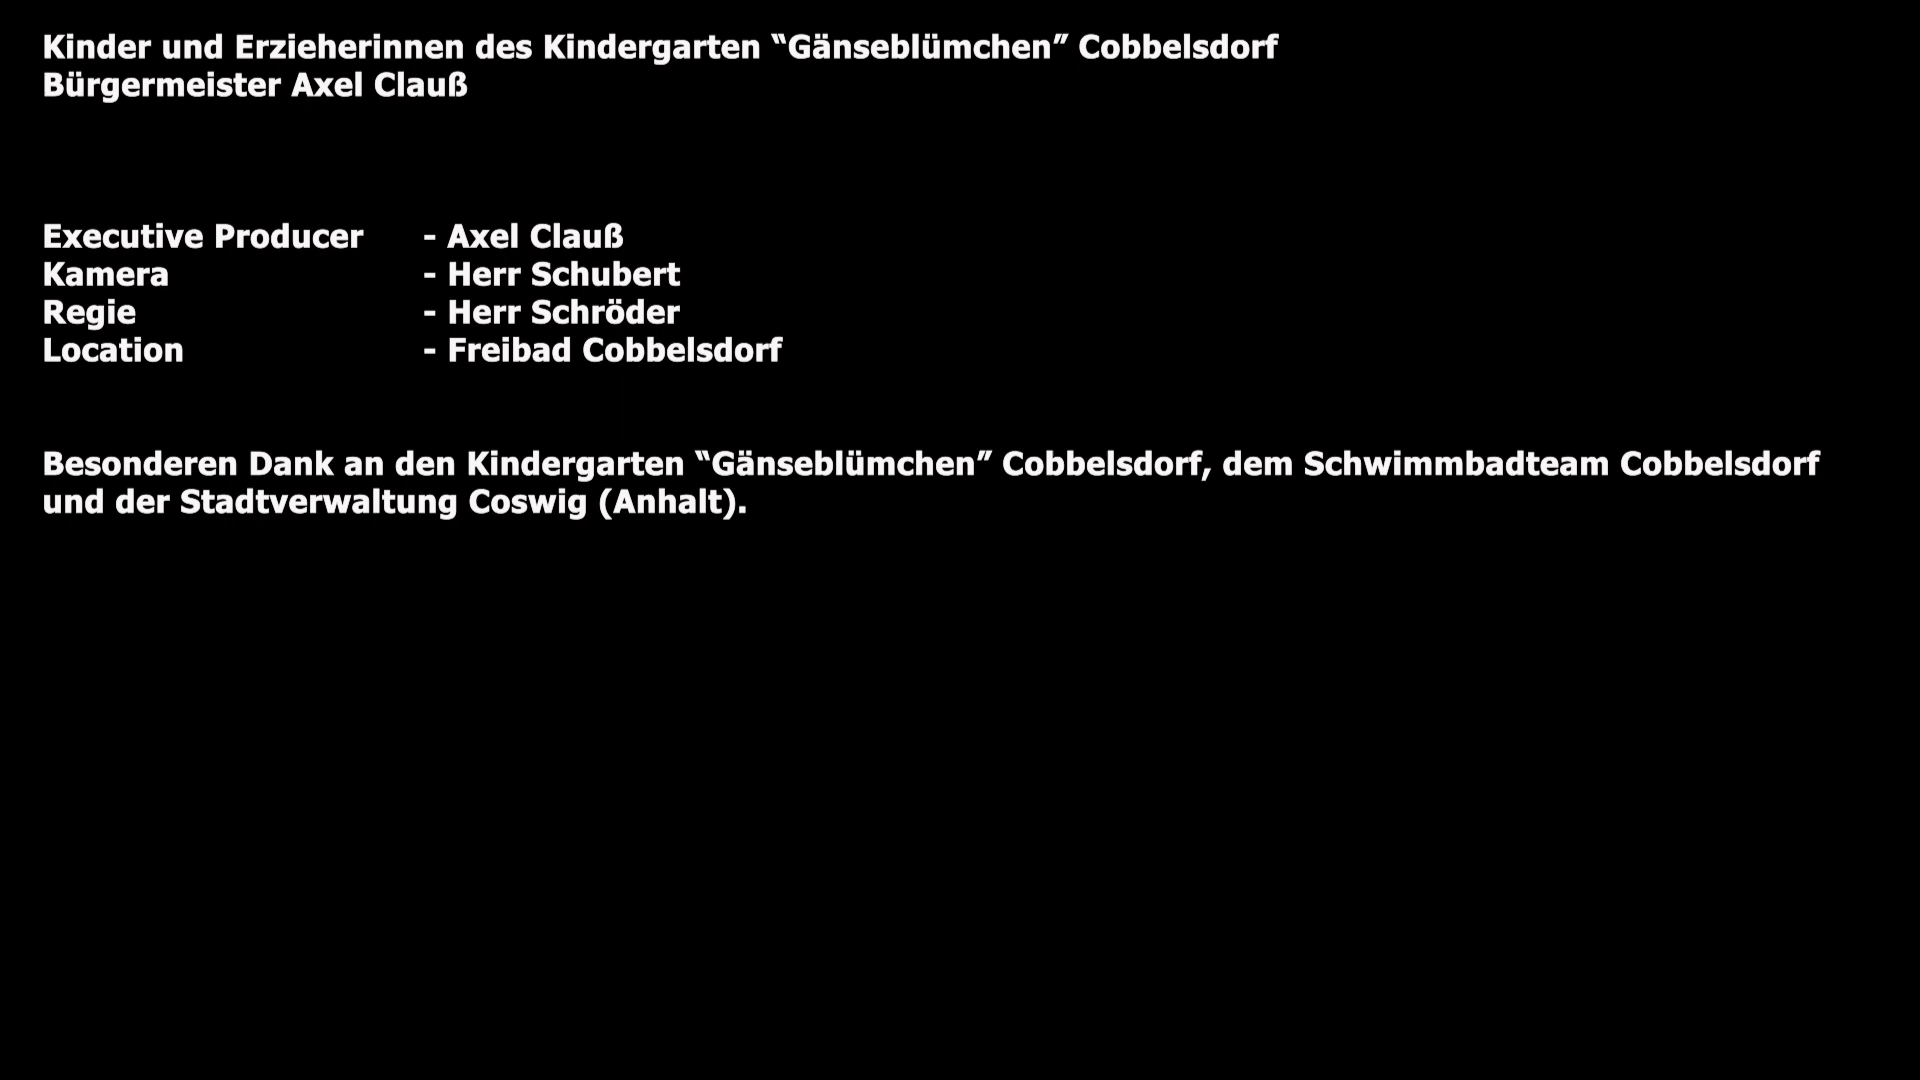 Kinder und Erzieherinnen des Kindergarten “Gänseblümchen” Cobbelsdorf
Bürgermeister Axel Clauß
Executive Producer - Axel Clauß
Kamera - Herr Schubert
Regie - Herr Schröder
Location - Freibad Cobbelsdorf
Besonderen Dank an den Kindergarten “Gänseblümchen” Cobbelsdorf, dem Schwimmbadteam Cobbelsdorf
und der Stadtverwaltung Coswig (Anhalt).